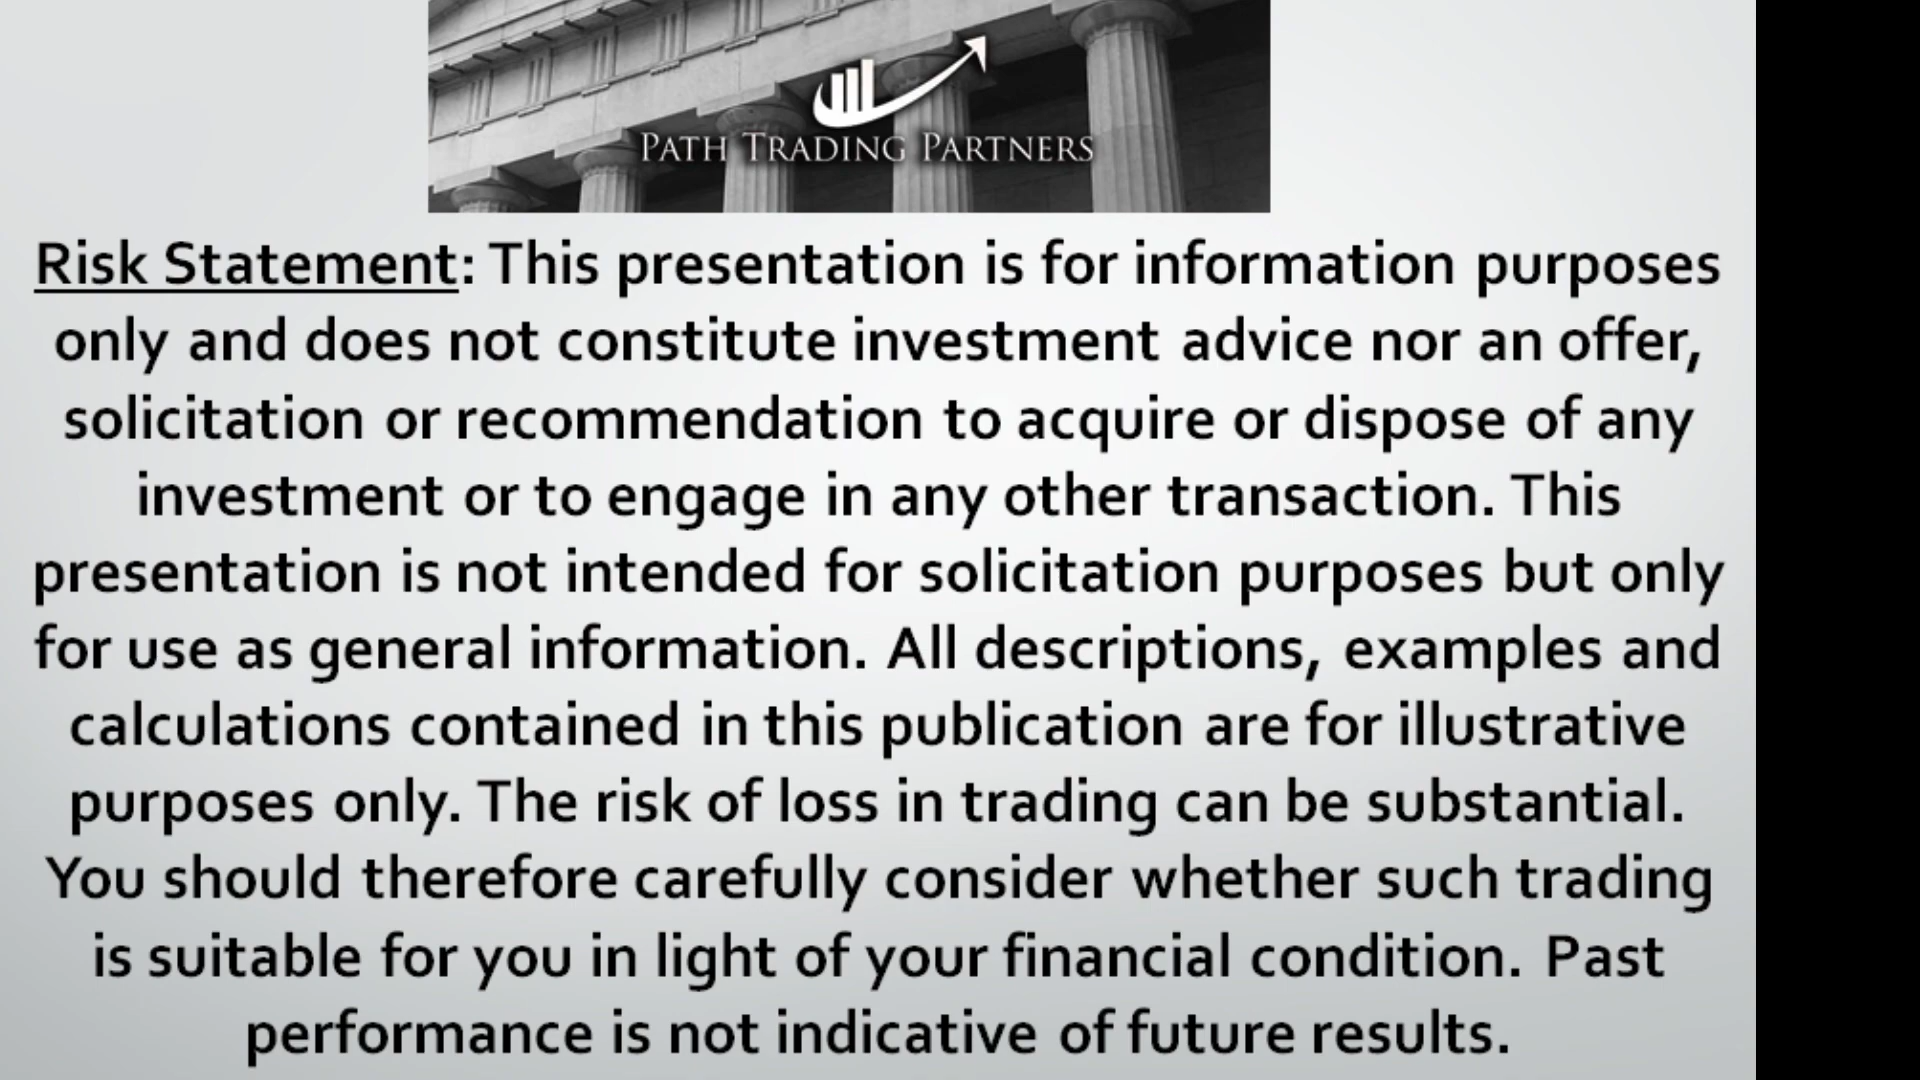 PATH TRADING PARTNERS
Risk Statement: This presentation is for information purposes
only and does not constitute investment advice nor an offer,
solicitation or recommendation to acquire or dispose of any
investment or to engage in any other transaction. This
presentation is not intended for solicitation purposes but only
for use as general information. All descriptions, examples and
calculations contained in this publication are for illustrative
purposes only. The risk of loss in trading can be substantial.
You should therefore carefully consider whether such trading
is suitable for you in light of your financial condition. Past
performance is not indicative of future results.